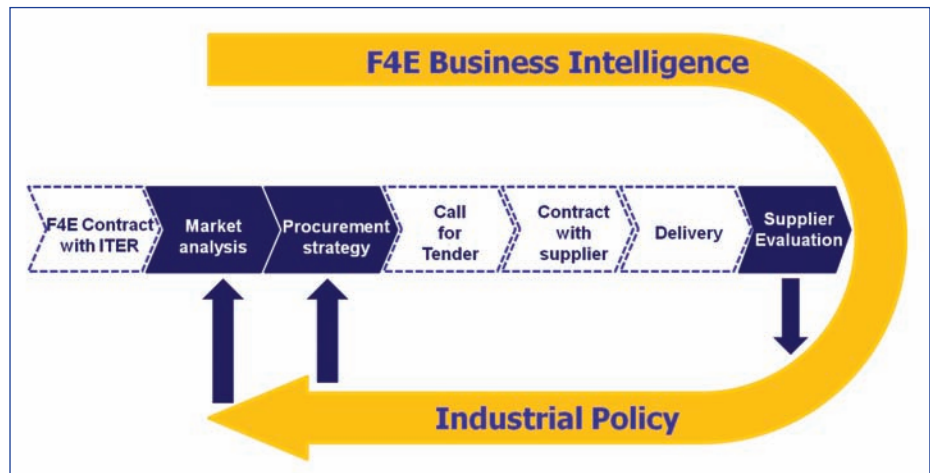 F4E Business Intelligence
F4E Contract
with ITER
Market
analysis
Procurement
strategy
Call
for
Tender
Contract
with
supplier
Delivery
Supplier
Evaluation
Industrial Policy